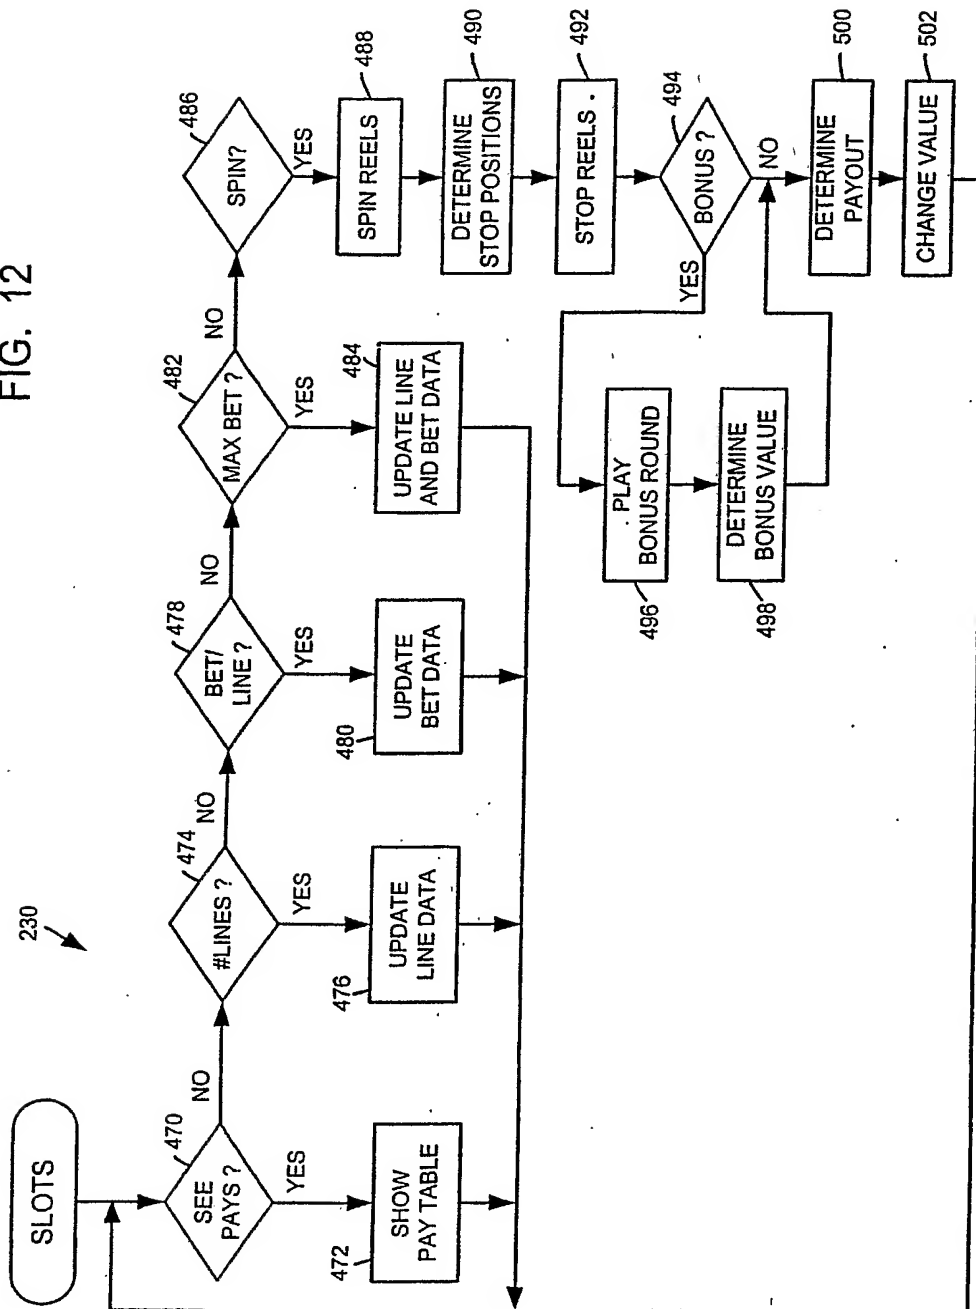 FIG. 12
230
SLOTS
470
SEE
PAYS ?
NO
YES
472
SHOW
PAY TABLE
474
#LINES ?
NO
YES
476
UPDATE
LINE DATA
478
BET/
LINE ?
NO
YES
480
UPDATE
BET DATA
482
MAX BET ?
NO
YES
484
UPDATE LINE
AND BET DATA
486
SPIN?
YES
488
SPIN REELS
490
DETERMINE
STOP POSITIONS
492
STOP REELS
494
BONUS ?
YES
NO
496
PLAY
BONUS ROUND
498
DETERMINE
BONUS VALUE
500
DETERMINE
PAYOUT
502
CHANGE VALUE